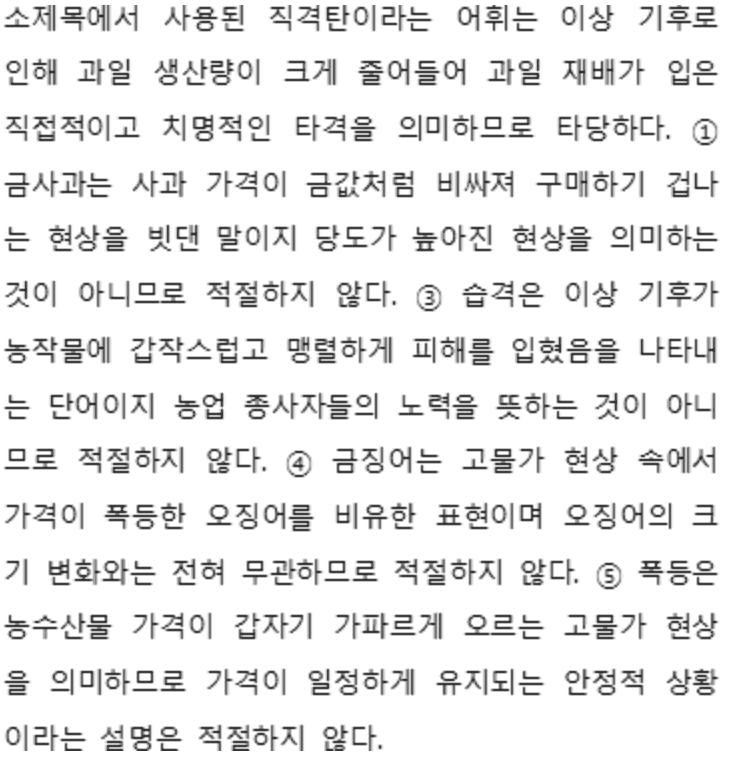 소제목에서 사용된 직격탄이라는 어휘는 이상 기후로
인해 과일 생산량이 크게 줄어들어 과일 재배가 입은
직접적이고 치명적인 타격을 의미하므로 타당하다. ①
금사과는 사과 가격이 금값처럼 비싸져 구매하기 겁나
는 현상을 빗댄 말이지 당도가 높아진 현상을 의미하는
것이 아니므로 적절하지 않다. ③ 습격은 이상 기후가
농작물에 갑작스럽고 맹렬하게 피해를 입혔음을 나타내
는 단어이지 농업 종사자들의 노력을 뜻하는 것이 아니
므로 적절하지 않다. ④ 금징어는 고물가 현상 속에서
가격이 폭등한 오징어를 비유한 표현이며 오징어의 크
기 변화와는 전혀 무관하므로 적절하지 않다. ⑤ 폭등은
농수산물 가격이 갑자기 가파르게 오르는 고물가 현상
을 의미하므로 가격이 일정하게 유지되는 안정적 상황
이라는 설명은 적절하지 않다.